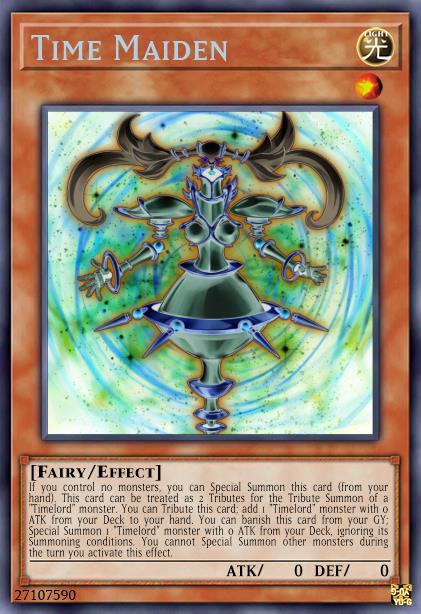 TIME MAIDEN
LIGHT
光
[FAIRY/EFFECT]
If you control no monsters, you can Special Summon this card (from your
hand). This card can be treated as 2 Tributes for the Tribute Summon of a
"Timelord" monster. You can Tribute this card; add 1 "Timelord" monster with 0
ATK from your Deck to your hand. You can banish this card from your GY;
Special Summon 1 "Timelord" monster with 0 ATK from your Deck, ignoring its
Summoning conditions. You cannot Special Summon other monsters during
the turn you activate this effect.
ATK/ 0 DEF/ 0
27107590